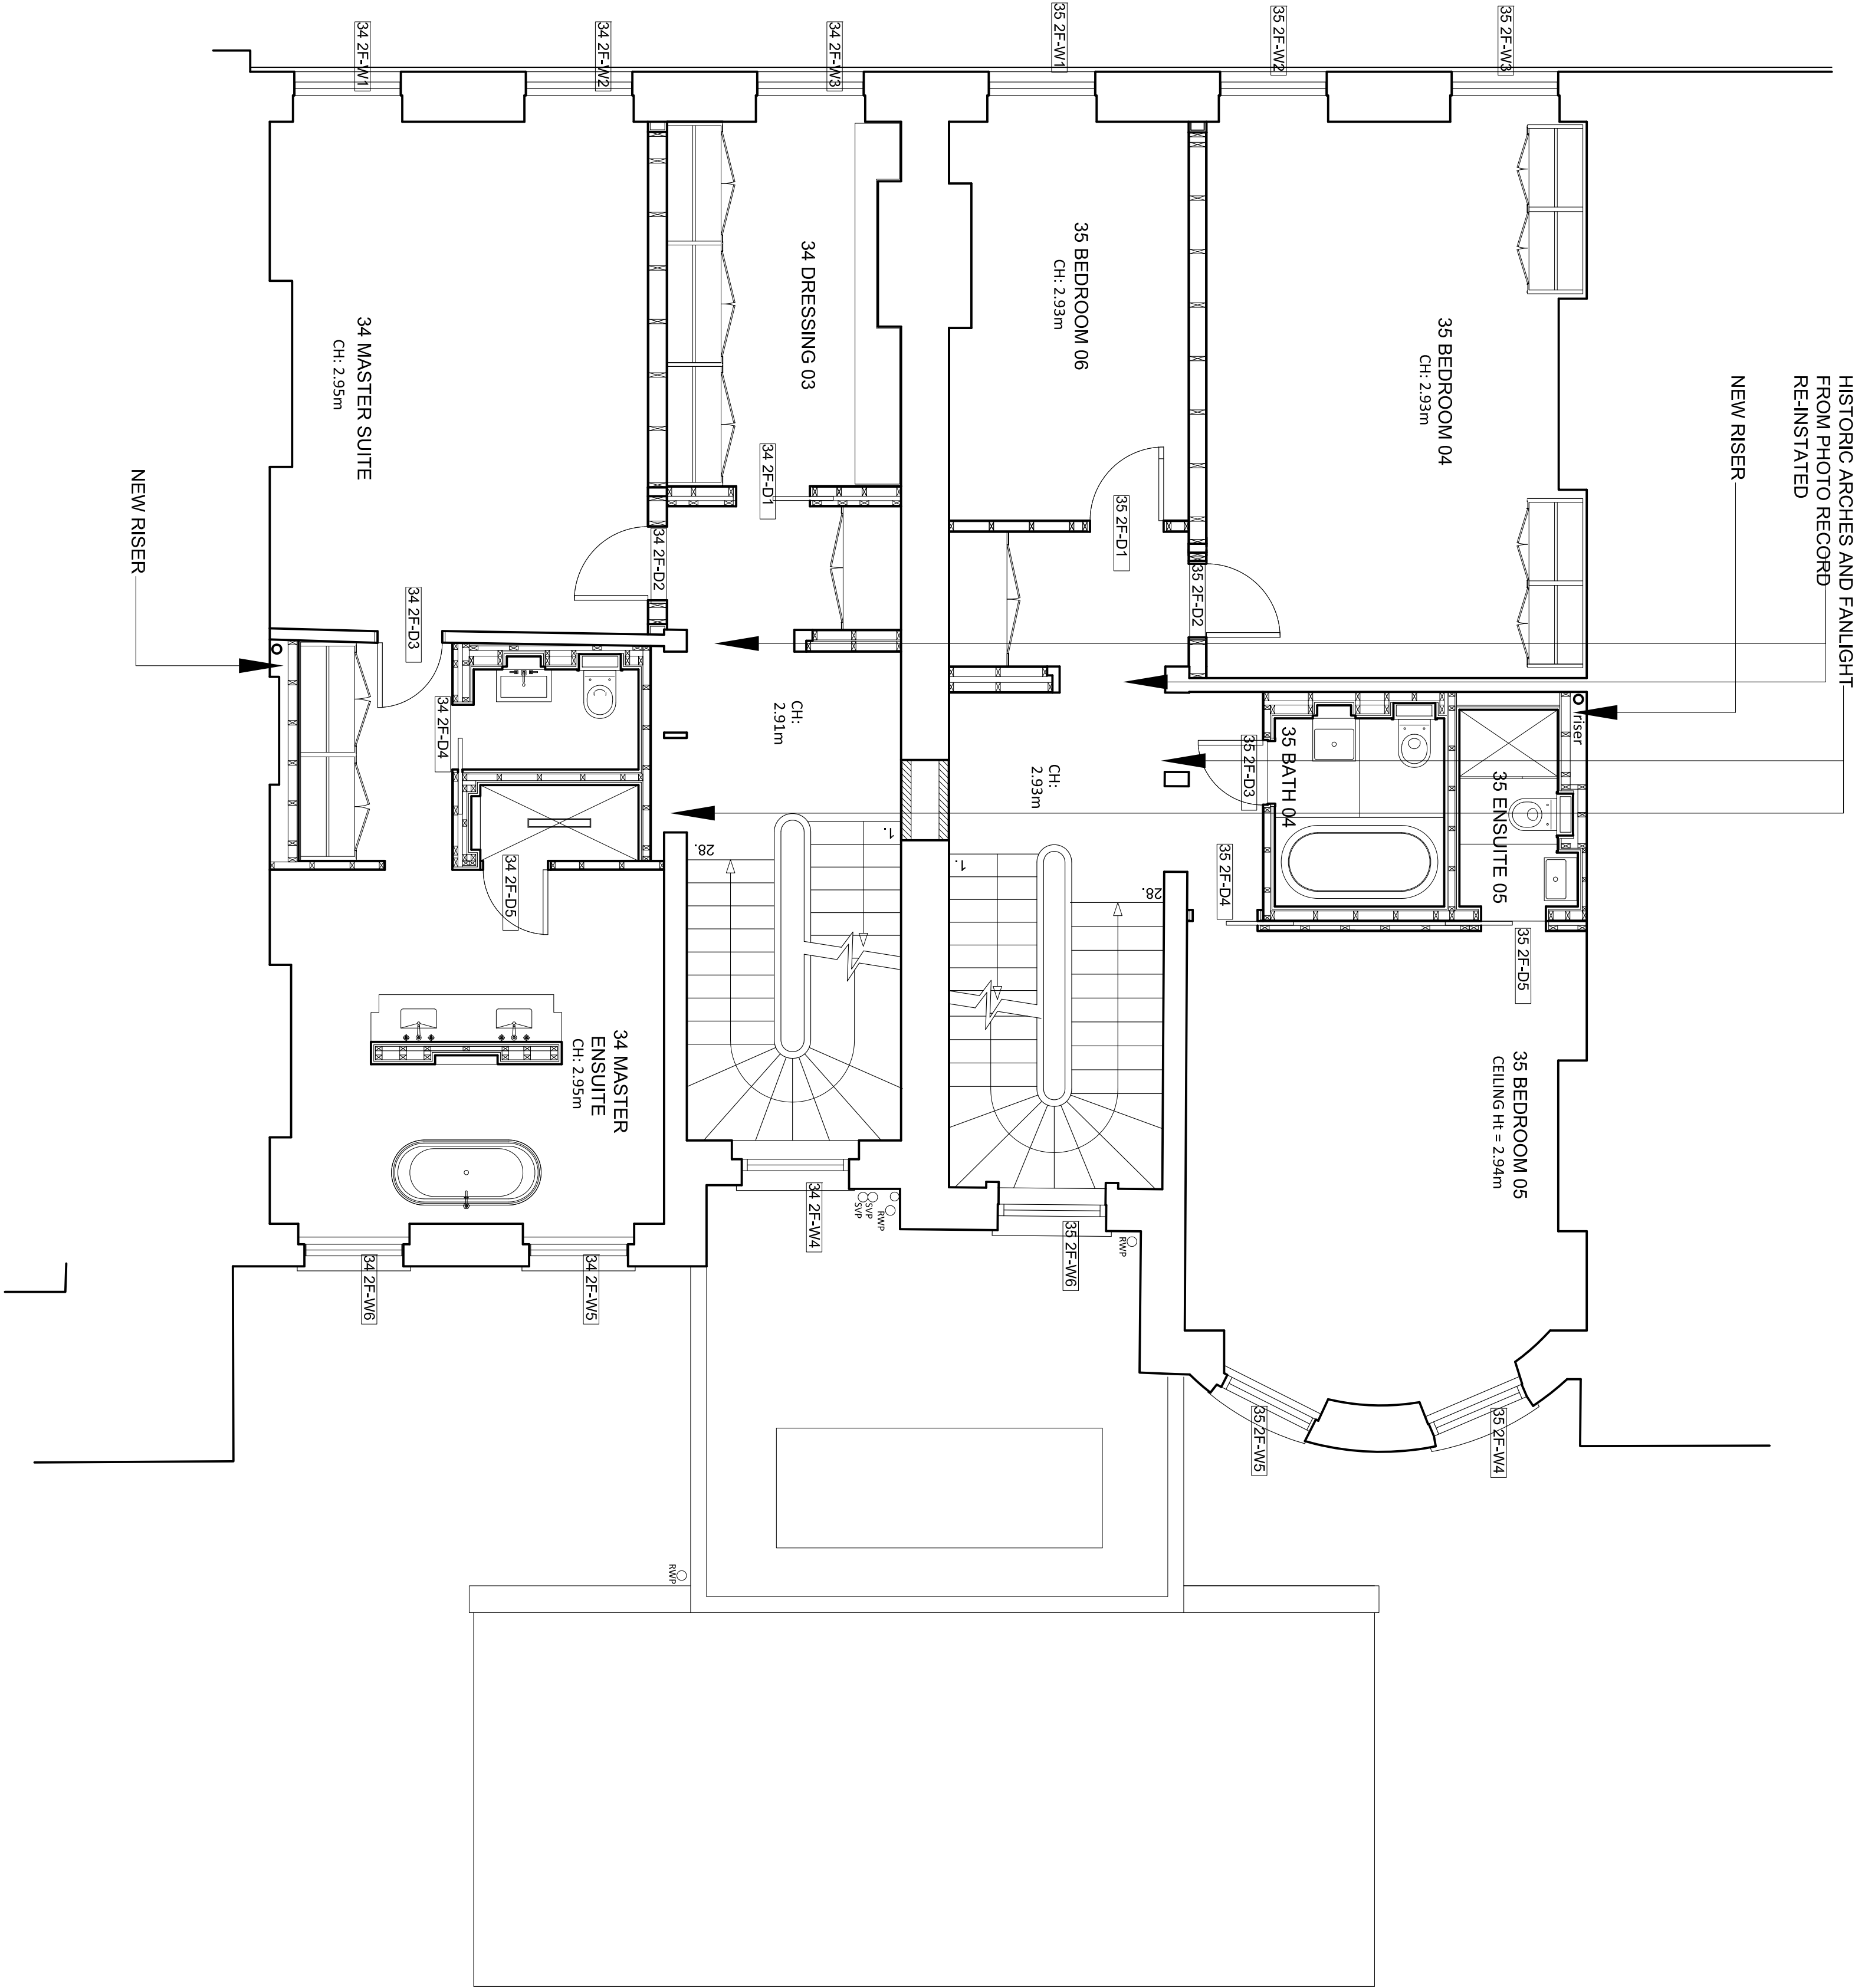 HISTORIC ARCHES AND FANLIGHT
FROM PHOTO RECORD
RE-INSTATED
NEW RISER
riser
35 2F-W3
35 ENSUITE 05
35 2F-D5
35 BEDROOM 05
CEILING Ht = 2.94m
35 2F-W4
35 BEDROOM 04
CH: 2.93m
35 2F-W2
35 BATH 04
35 2F-W5
35 2F-D3
35 2F-D4
35 2F-D2
28.
35 2F-D1
RWP
35 BEDROOM 06
CH: 2.93m
35 2F-W6
35 2F-W1
CH:
2.93m
1.
1.
RWP
SVP
SVP
34 2F-W3
34 DRESSING 03
34 2F-W4
CH:
2.91m
34 2F-D1
28.
RWP
34 2F-D2
34 MASTER
ENSUITE
CH: 2.95m
34 2F-W2
34 2F-W5
34 2F-D5
34 2F-D4
34 2F-D3
34 2F-W1
34 MASTER SUITE
CH: 2.95m
34 2F-W6
NEW RISER